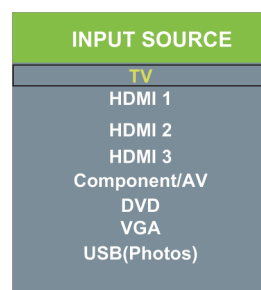 INPUT SOURCE
TV
HDMI 1
HDMI 2
HDMI 3
Component/AV
DVD
VGA
USB(Photos)